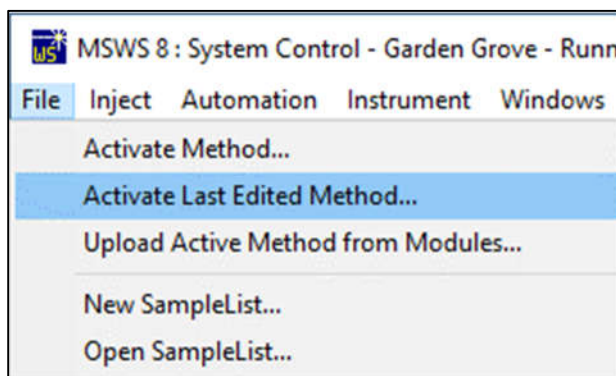 WS MSWS 8 : System Control - Garden Grove - Runn
File Inject Automation Instrument Windows
Activate Method...
Activate Last Edited Method...
Upload Active Method from Modules...
New SampleList...
Open SampleList...